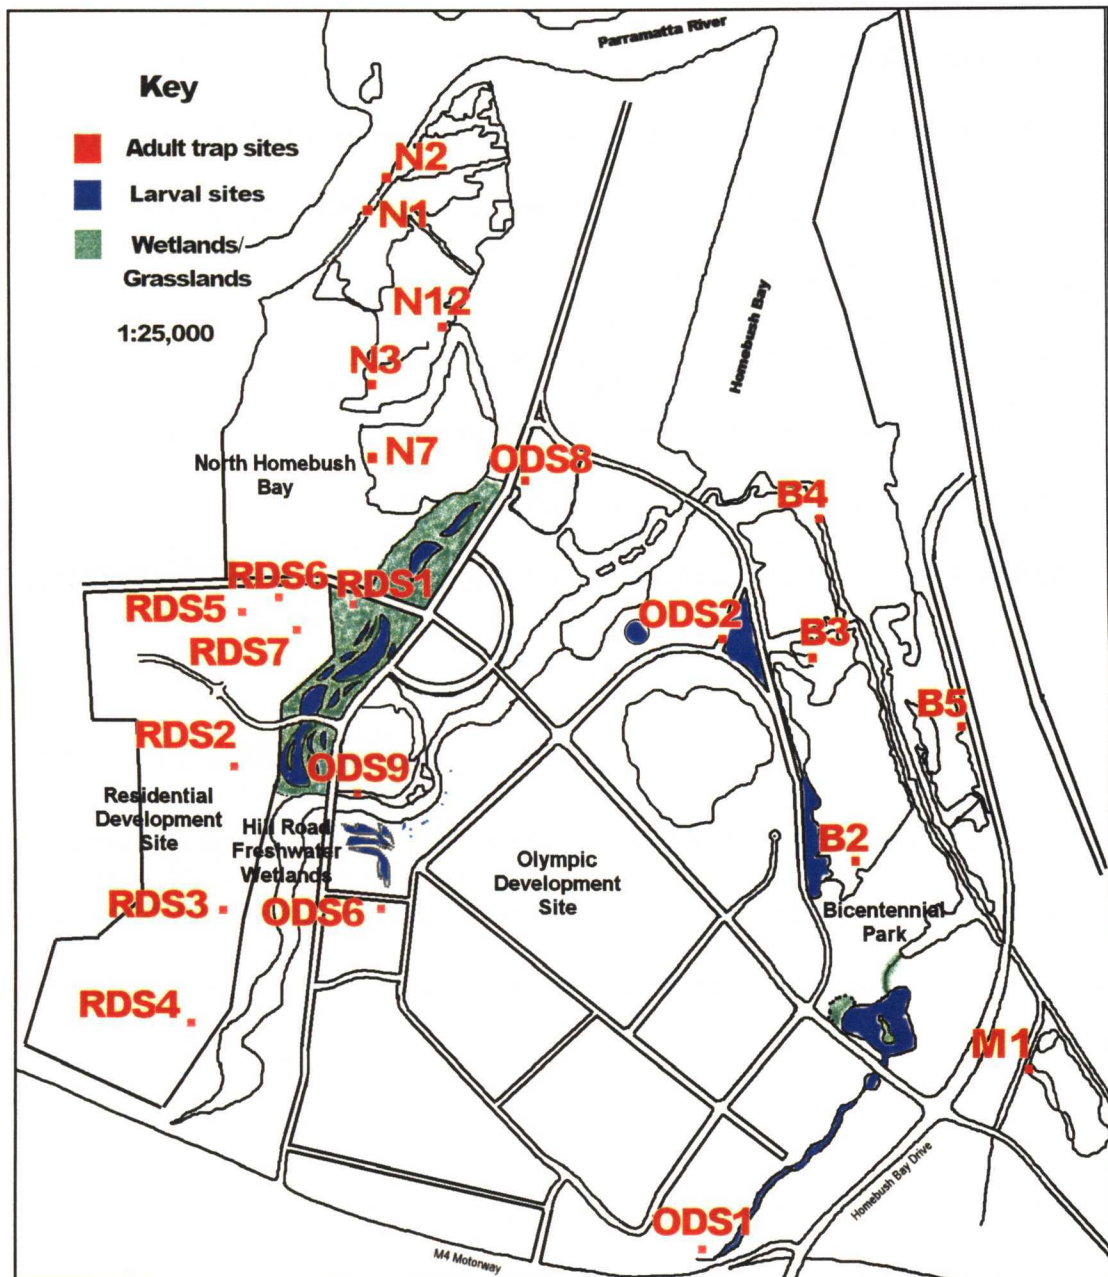 Parramatta River
Key
Adult trap sites
Larval sites
Wetlands/
Grasslands
1:25,000
N2
N1
N12
N3
N7
Homebush Bay
North Homebush
Bay
ODS8
B4
RDS6
RDS1
RDS5
RDS7
ODS2
B3
B5
RDS2
ODS9
Residential
Development
Site
Hill Road
Freshwater
Wetlands
Olympic
Development
Site
B2
RDS3
ODS6
Bicentennial
Park
RDS4
M1
Homebush Bay Drive
ODS1
M4 Motorway